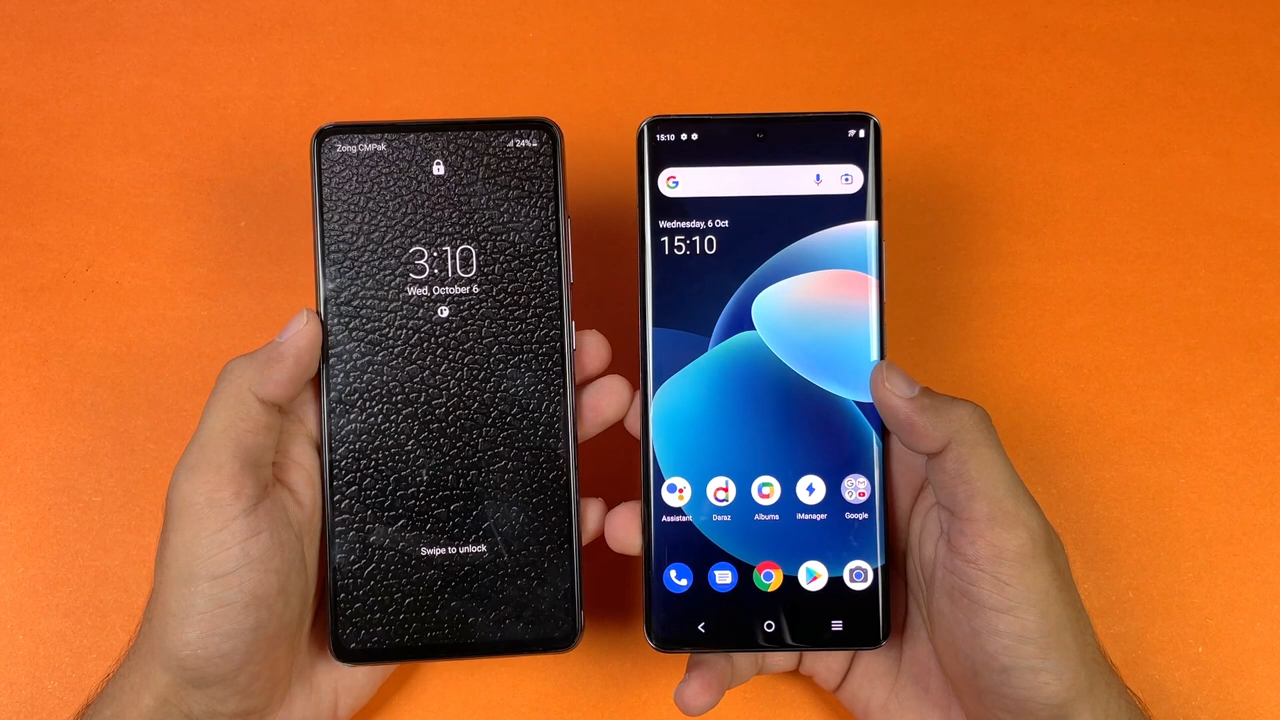 Zong CMPak
24%
3:10
Wed, October 6
Swipe to unlock
15:10
Wednesday, 6 Oct
15:10
Assistant
Daraz
Albums
iManager
Google